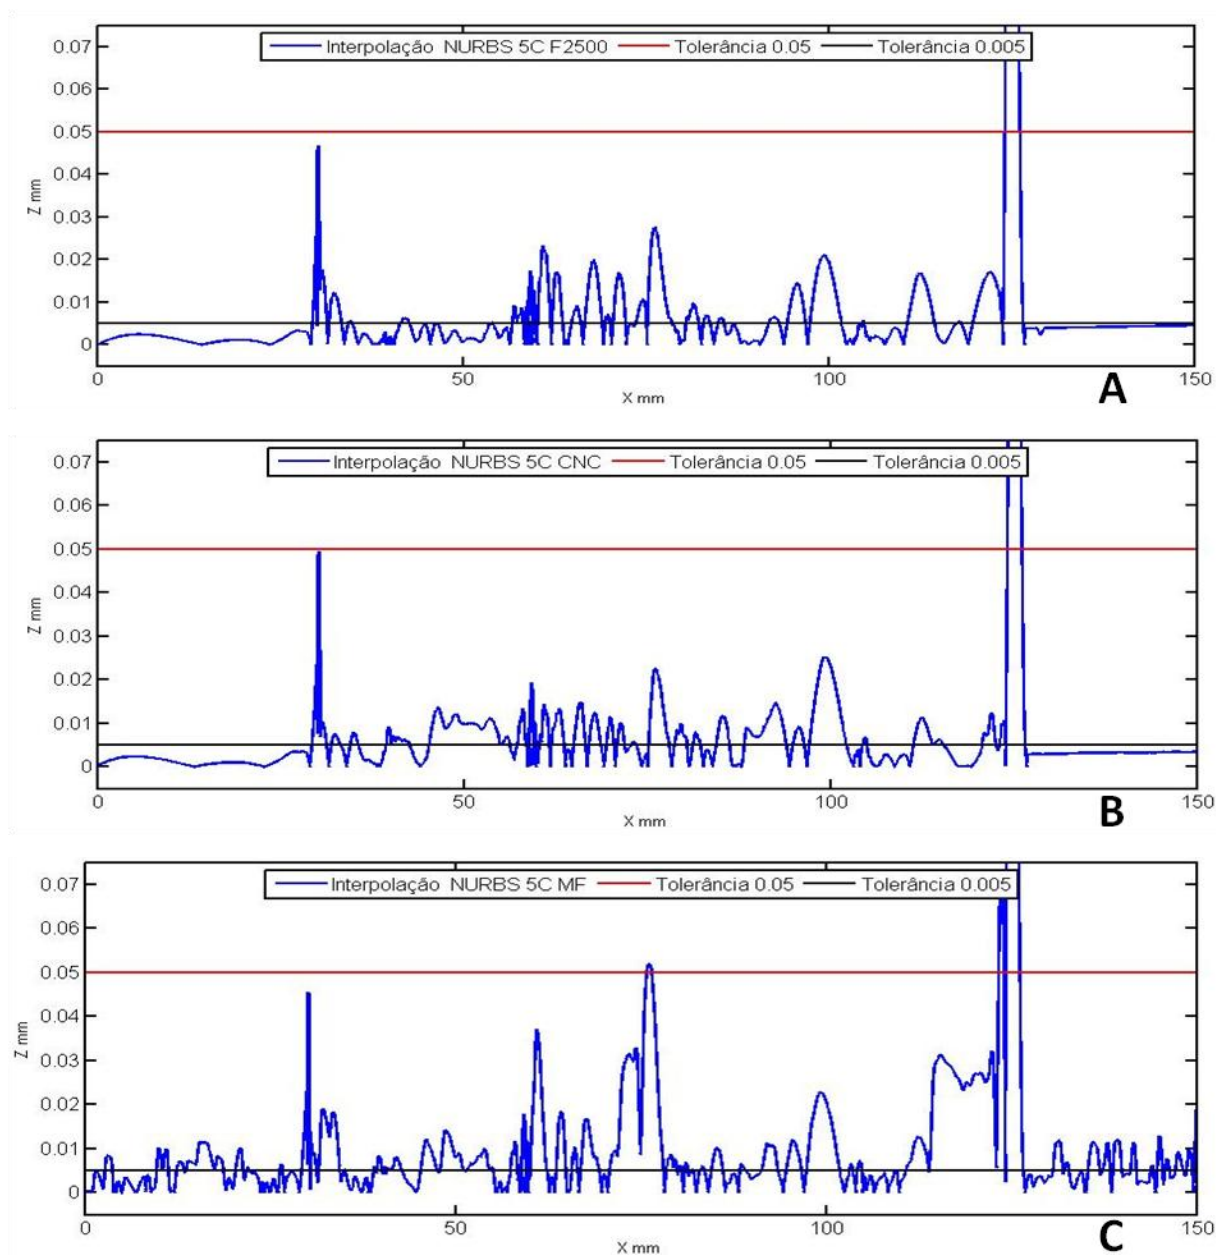 Interpolação NURBS 5C F2500 Tolerância 0.05 Tolerância 0.005
0.07
0.06
0.05
0.04
0.03
0.02
0.01
0
Z mm
0 50 100 150
X mm
A
Interpolação NURBS 5C CNC Tolerância 0.05 Tolerância 0.005
0.07
0.06
0.05
0.04
0.03
0.02
0.01
0
Z mm
0 50 100 150
X mm
B
Interpolação NURBS 5C MF Tolerância 0.05 Tolerância 0.005
0.07
0.06
0.05
0.04
0.03
0.02
0.01
0
Z mm
0 50 100 150
X mm
C